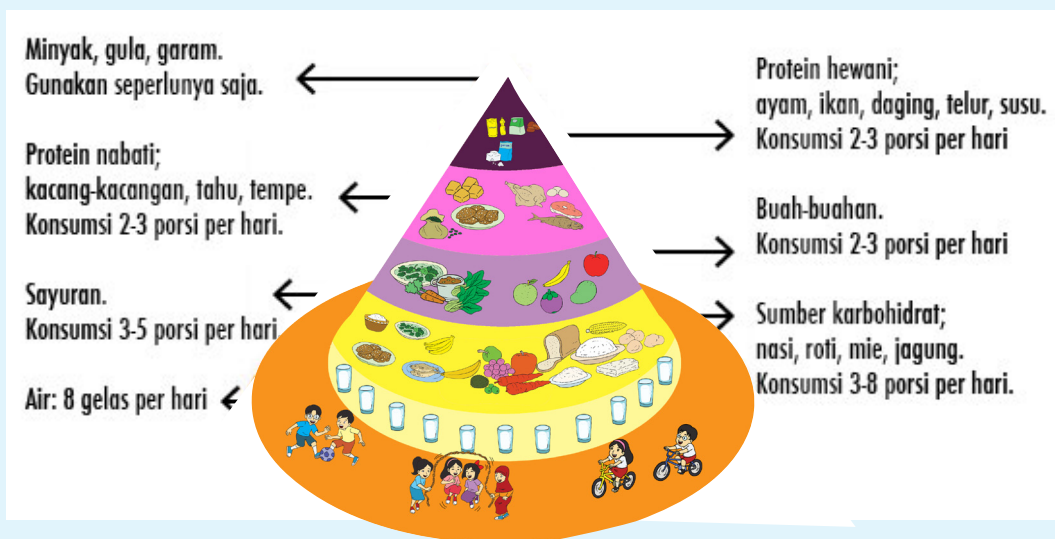 Minyak, gula, garam.
Gunakan seperlunya saja.
Protein nabati;
kacang-kacangan, tahu, tempe.
Konsumsi 2-3 porsi per hari.
Sayuran.
Konsumsi 3-5 porsi per hari
Air: 8 gelas per hari
Protein hewani;
ayam, ikan, daging, telur, susu.
Konsumsi 2-3 porsi per hari
Buah-buahan.
Konsumsi 2-3 porsi per hari
Sumber karbohidrat;
nasi, roti, mie, jagung.
Konsumsi 3-8 porsi per hari.